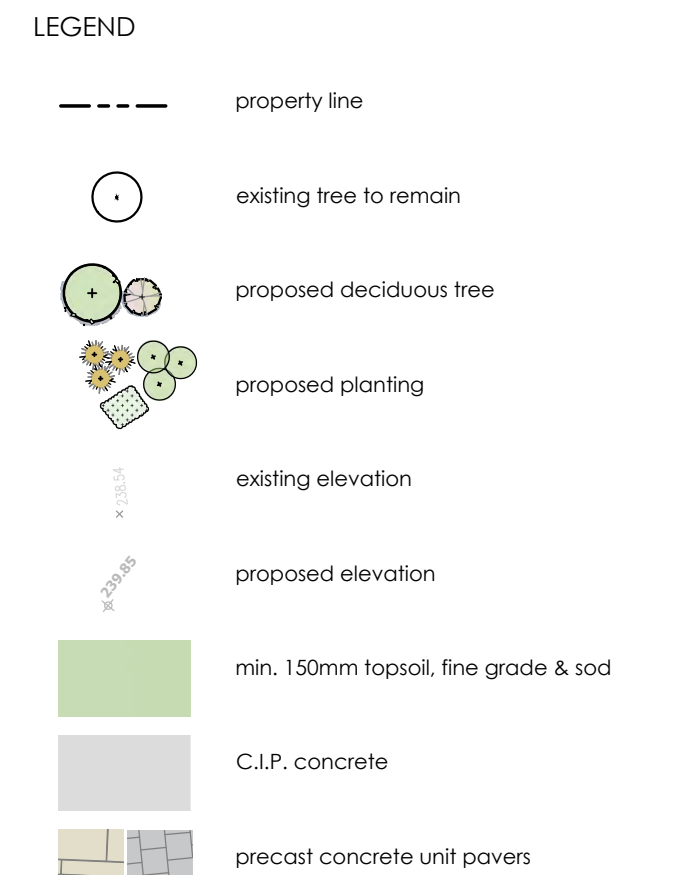 LEGEND
property line
existing tree to remain
proposed deciduous tree
proposed planting
238.54
existing elevation
239.85
proposed elevation
min. 150mm topsoil, fine grade & sod
C.I.P. concrete
precast concrete unit pavers